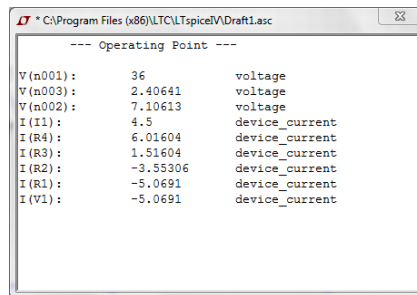 * C:\Program Files (x86)\LTC\LTspiceIV\Draft1.asc
--- Operating Point ---
V(n001): 36 voltage
V(n003): 2.40641 voltage
V(n002): 7.10613 voltage
I(I1): 4.5 device_current
I(R4): 6.01604 device_current
I(R3): 1.51604 device_current
I(R2): -3.55306 device_current
I(R1): -5.0691 device_current
I(V1): -5.0691 device_current